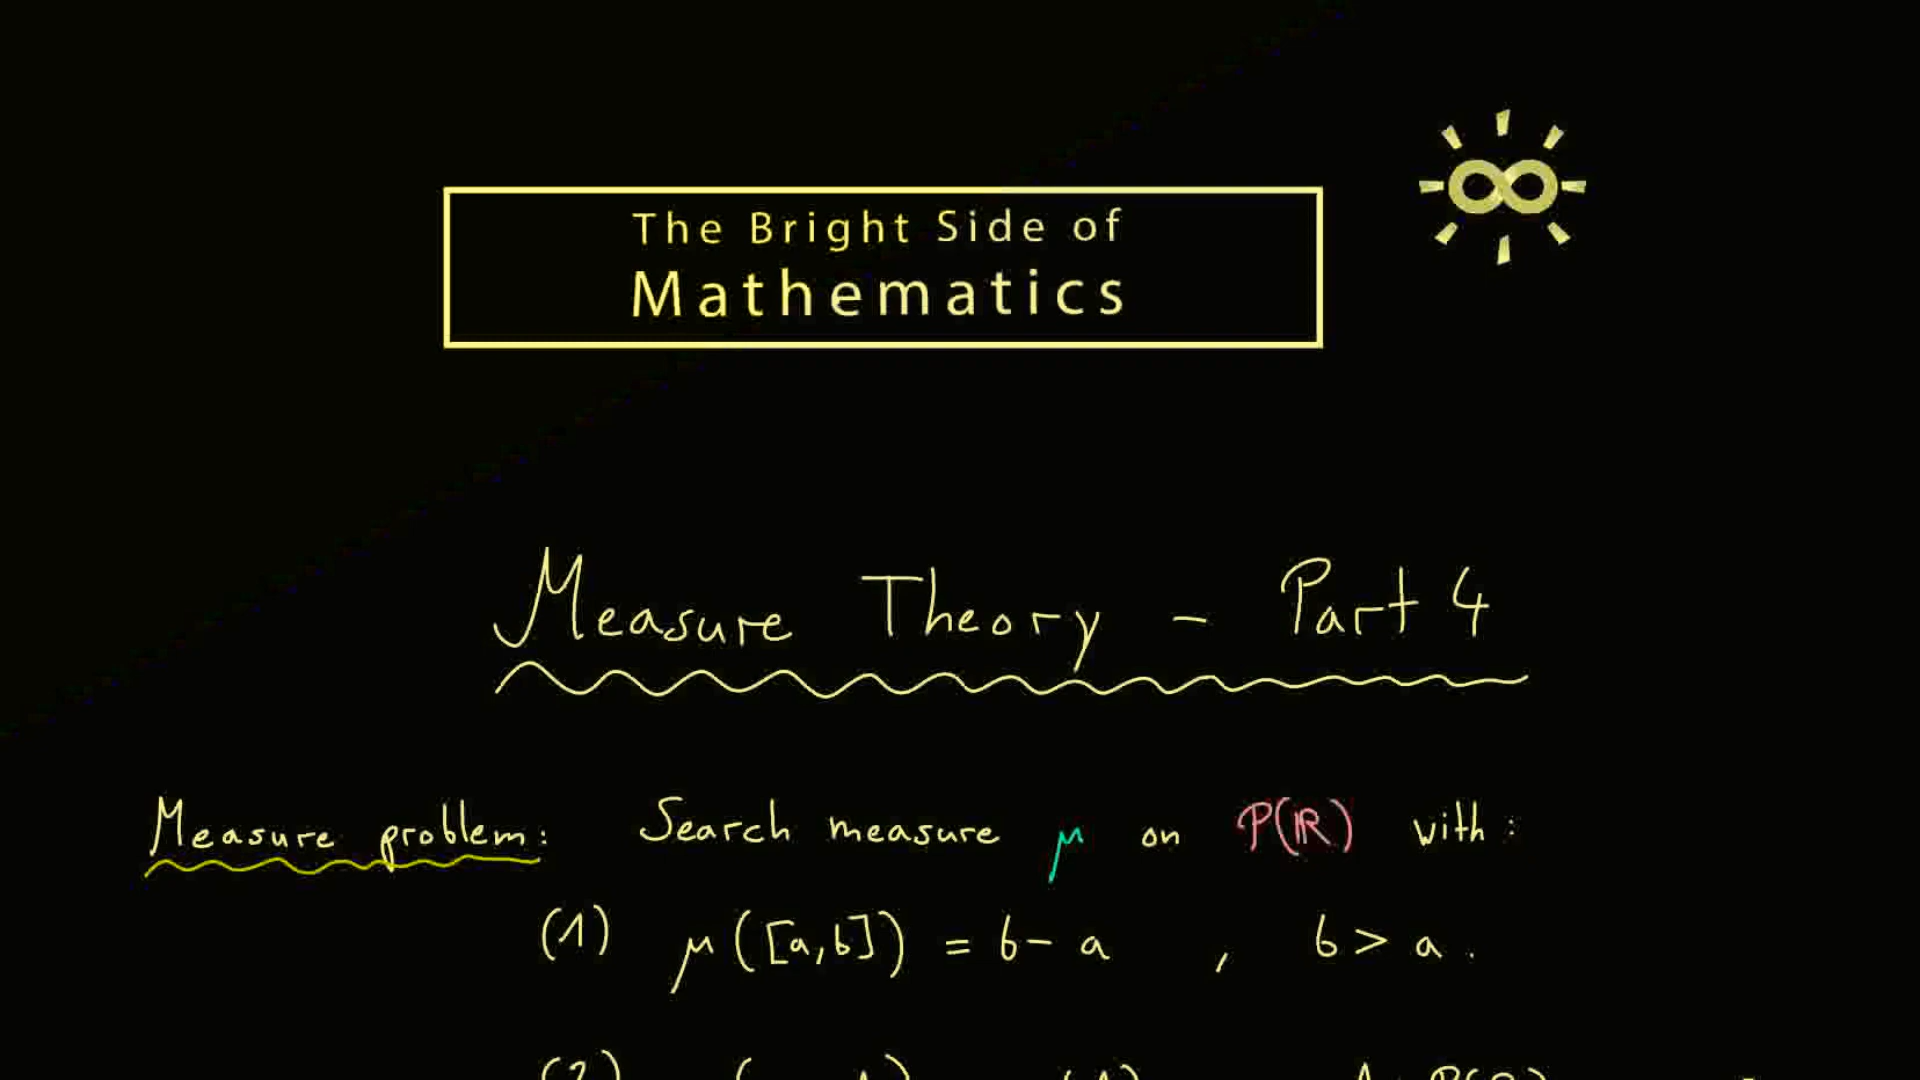 The Bright Side of
Mathematics
Measure Theory - Part 4
Measure problem: Search measure μ on P(ℝ) with:
(1) μ([a,b]) = b - a , b > a .